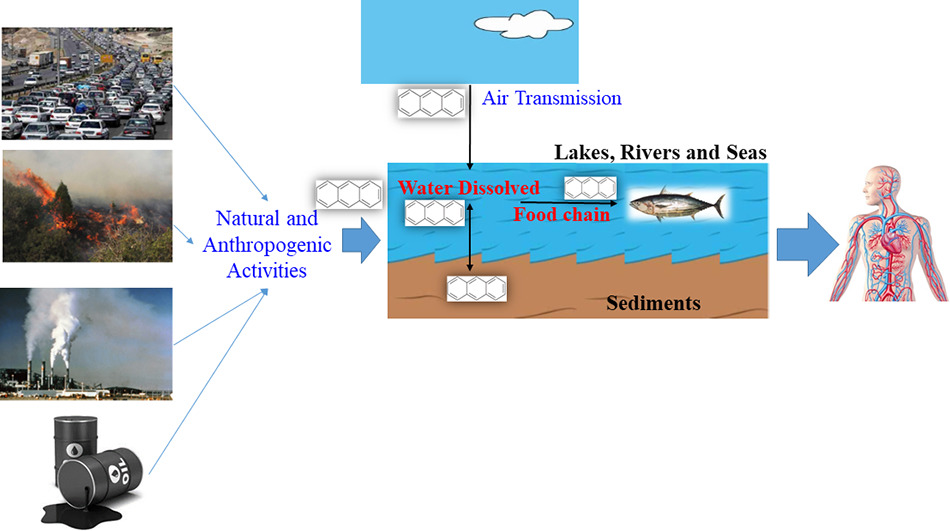 Air Transmission
Lakes, Rivers and Seas
Water Dissolved
Food chain
Natural and
Anthropogenic
Activities
Sediments
OIL